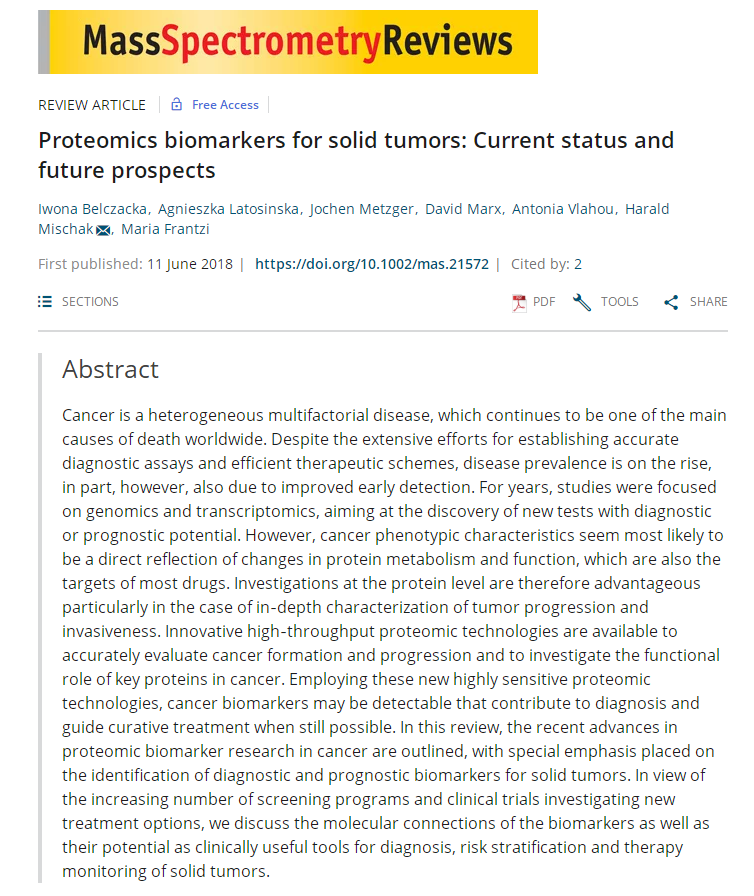 MassSpectrometryReviews
REVIEW ARTICLE | Free Access |
Proteomics biomarkers for solid tumors: Current status and
future prospects
Iwona Belczacka, Agnieszka Latosinska, Jochen Metzger, David Marx, Antonia Vlahou, Harald
Mischak, Maria Frantzi
First published: 11 June 2018 | https://doi.org/10.1002/mas.21572 | Cited by: 2
SECTIONS PDF TOOLS SHARE
Abstract
Cancer is a heterogeneous multifactorial disease, which continues to be one of the main
causes of death worldwide. Despite the extensive efforts for establishing accurate
diagnostic assays and efficient therapeutic schemes, disease prevalence is on the rise,
in part, however, also due to improved early detection. For years, studies were focused
on genomics and transcriptomics, aiming at the discovery of new tests with diagnostic
or prognostic potential. However, cancer phenotypic characteristics seem most likely to
be a direct reflection of changes in protein metabolism and function, which are also the
targets of most drugs. Investigations at the protein level are therefore advantageous
particularly in the case of in-depth characterization of tumor progression and
invasiveness. Innovative high-throughput proteomic technologies are available to
accurately evaluate cancer formation and progression and to investigate the functional
role of key proteins in cancer. Employing these new highly sensitive proteomic
technologies, cancer biomarkers may be detectable that contribute to diagnosis and
guide curative treatment when still possible. In this review, the recent advances in
proteomic biomarker research in cancer are outlined, with special emphasis placed on
the identification of diagnostic and prognostic biomarkers for solid tumors. In view of
the increasing number of screening programs and clinical trials investigating new
treatment options, we discuss the molecular connections of the biomarkers as well as
their potential as clinically useful tools for diagnosis, risk stratification and therapy
monitoring of solid tumors.